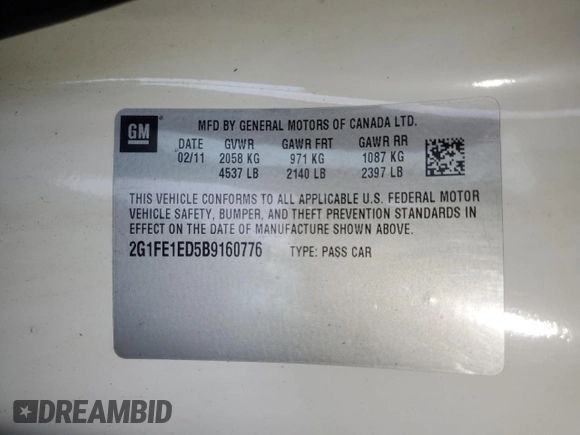 GM
MFD BY GENERAL MOTORS OF CANADA LTD.
DATE GVWR GAWR FRT GAWR RR
02/11 2058 KG 971 KG 1087 KG
4537 LB 2140 LB 2397 LB
THIS VEHICLE CONFORMS TO ALL APPLICABLE U.S. FEDERAL MOTOR
VEHICLE SAFETY, BUMPER, AND THEFT PREVENTION STANDARDS IN
EFFECT ON THE DATE OF MANUFACTURE SHOWN ABOVE.
2G1FE1ED5B9160776 TYPE: PASS CAR
DREAMBID